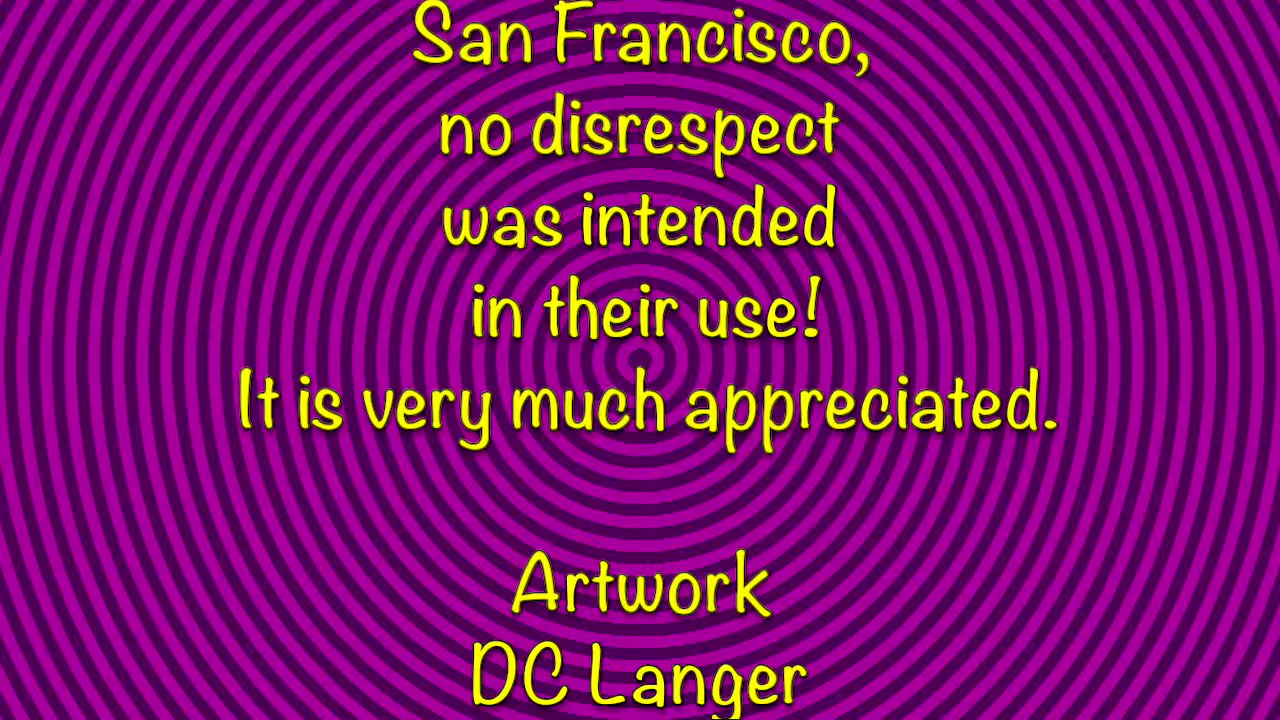 San Francisco,
no disrespect
was intended
in their use!
It is very much appreciated.
Artwork
DC Langer